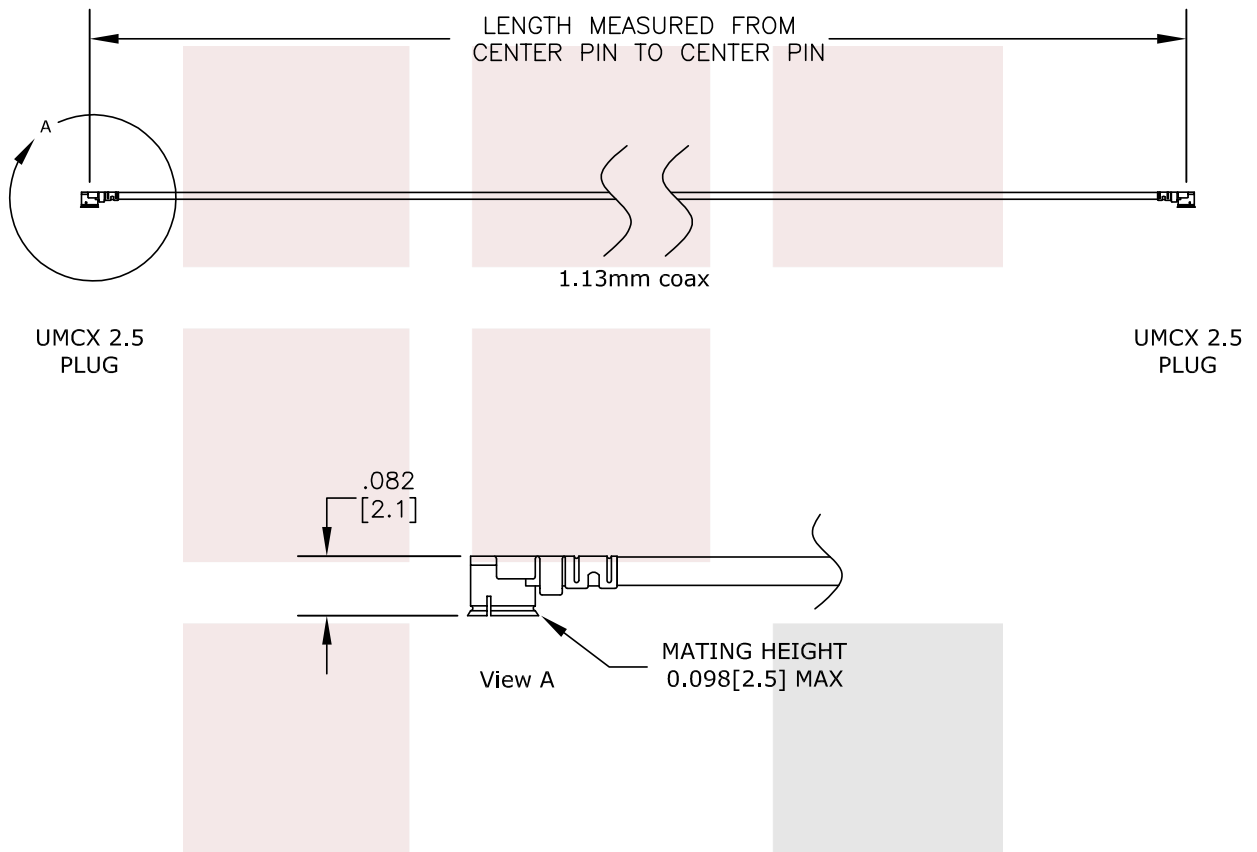 LENGTH MEASURED FROM
CENTER PIN TO CENTER PIN
A
1.13mm coax
UMCX 2.5
PLUG
UMCX 2.5
PLUG
.082
[2.1]
MATING HEIGHT
0.098[2.5] MAX
View A